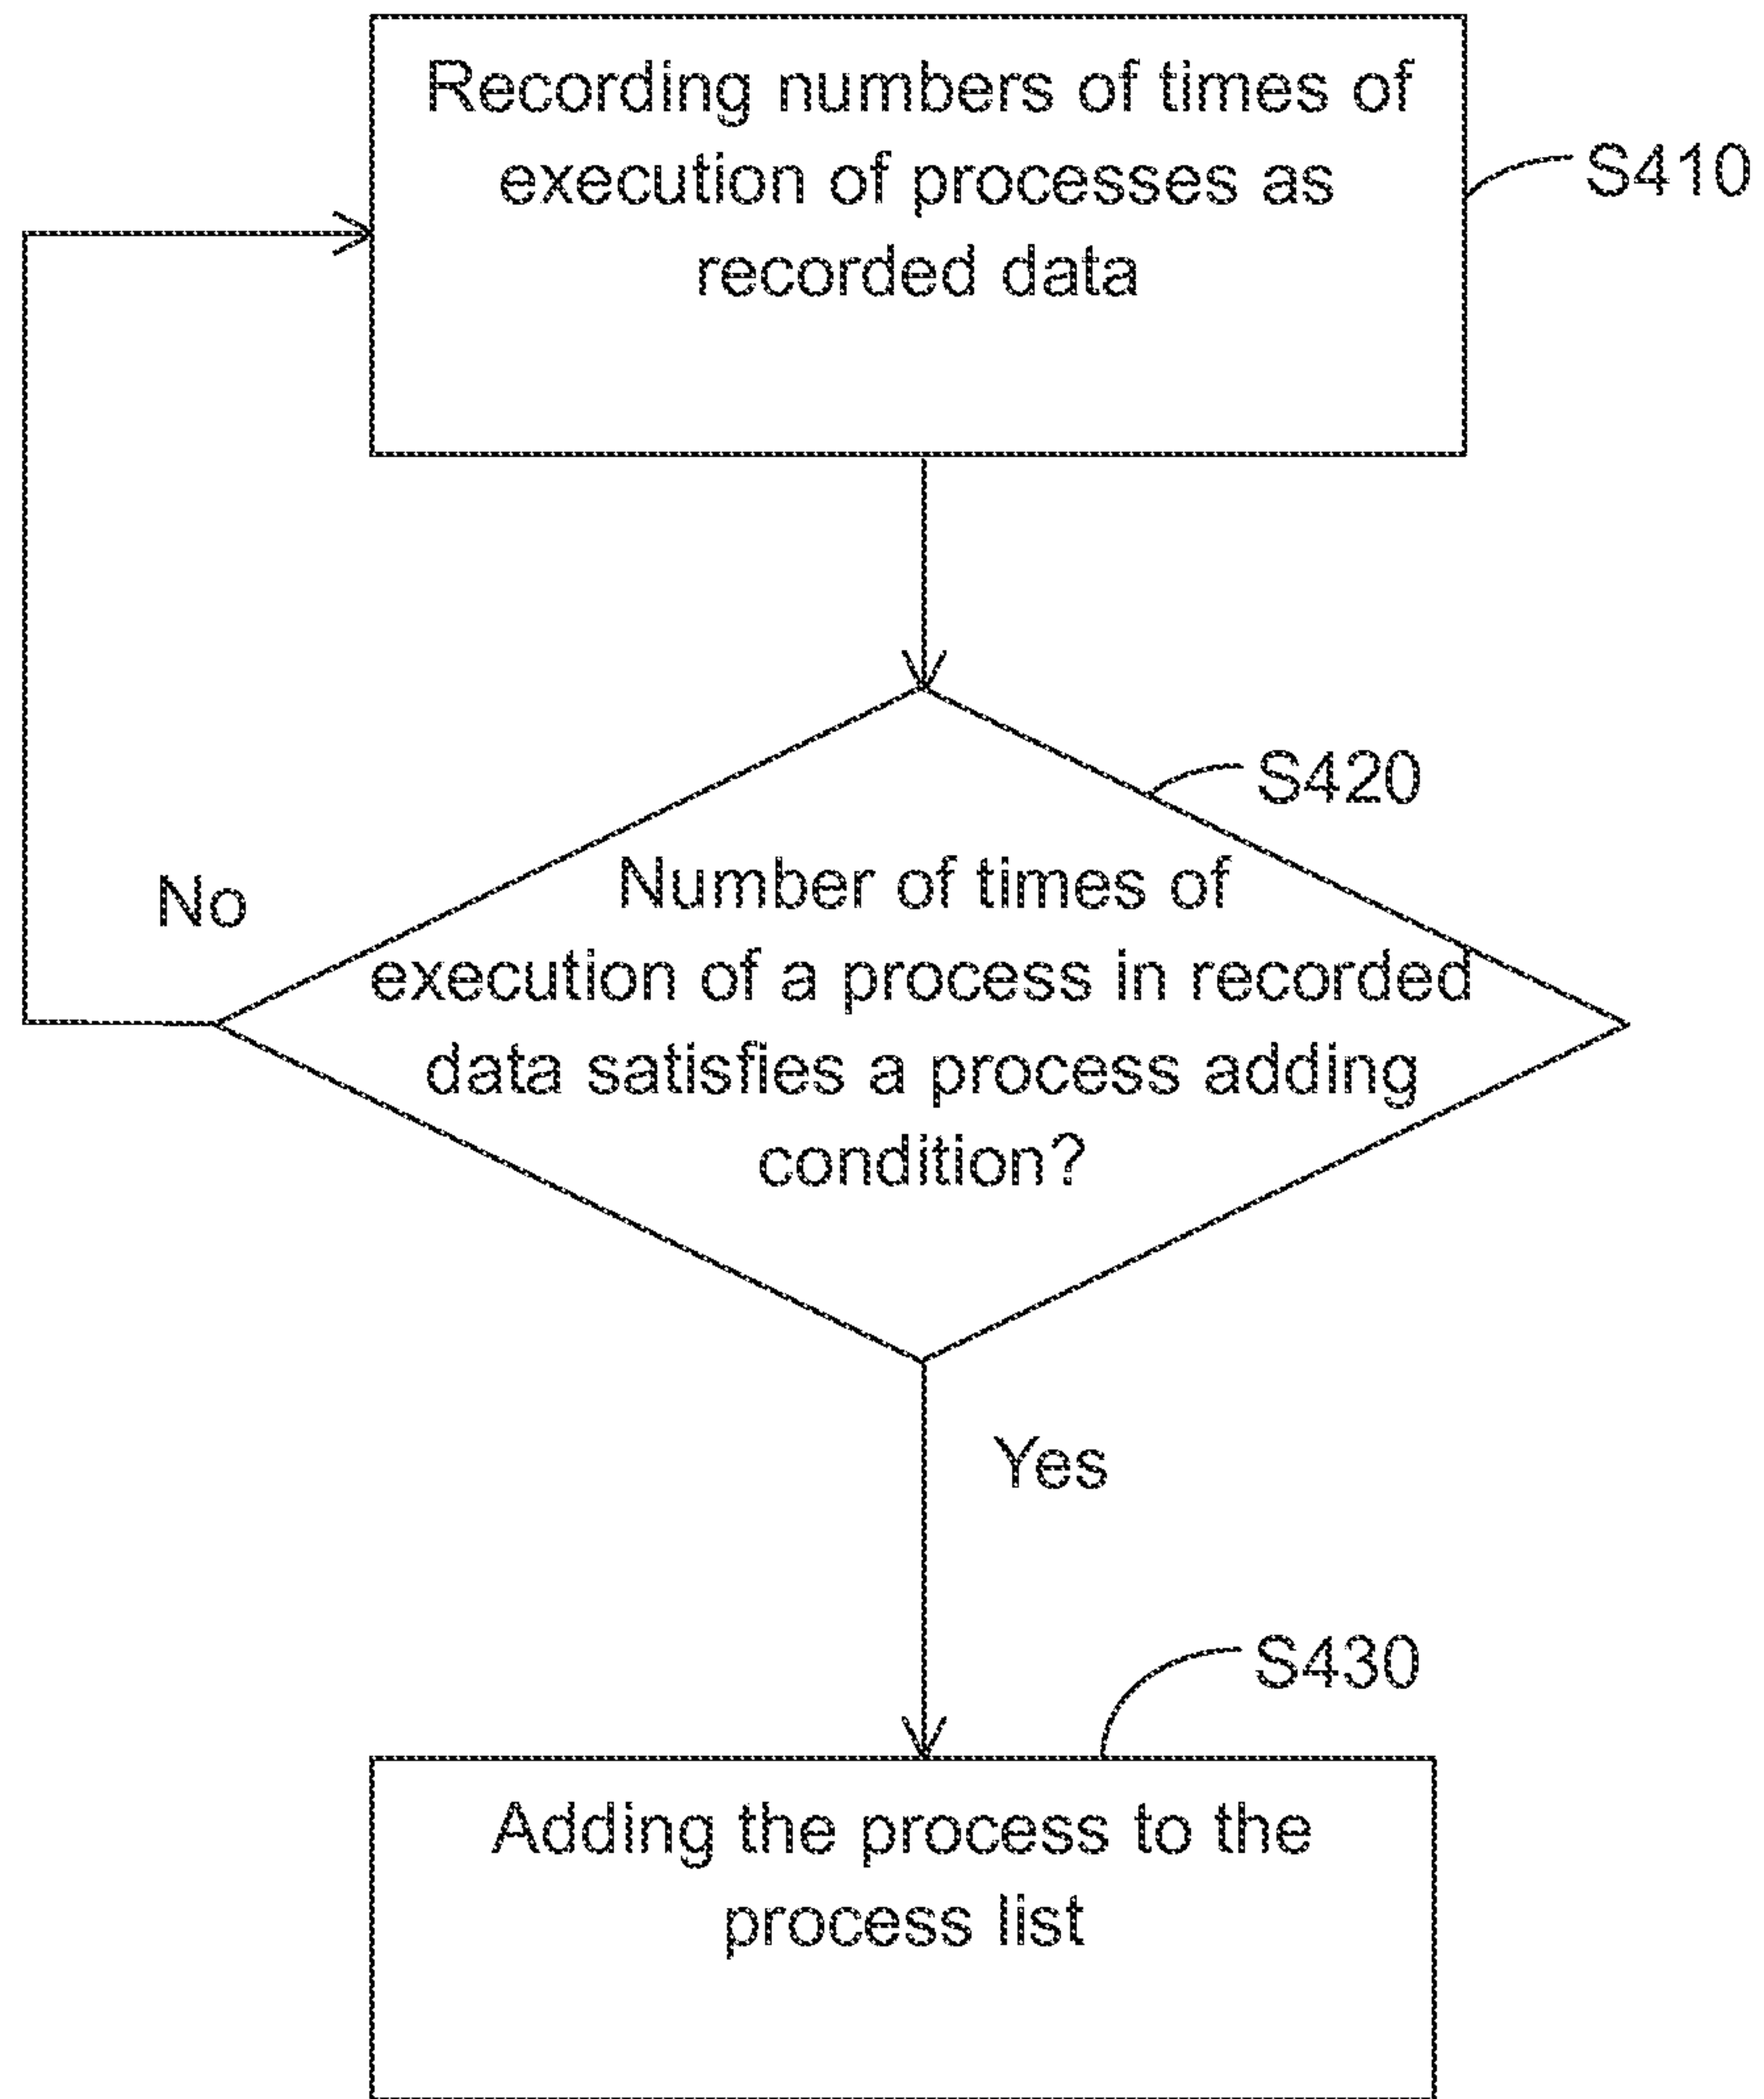 Recording numbers of times of
execution of processes as
recorded data
S410
S420
Number of times of
execution of a process in recorded
data satisfies a process adding
condition?
No
Yes
S430
Adding the process to the
process list